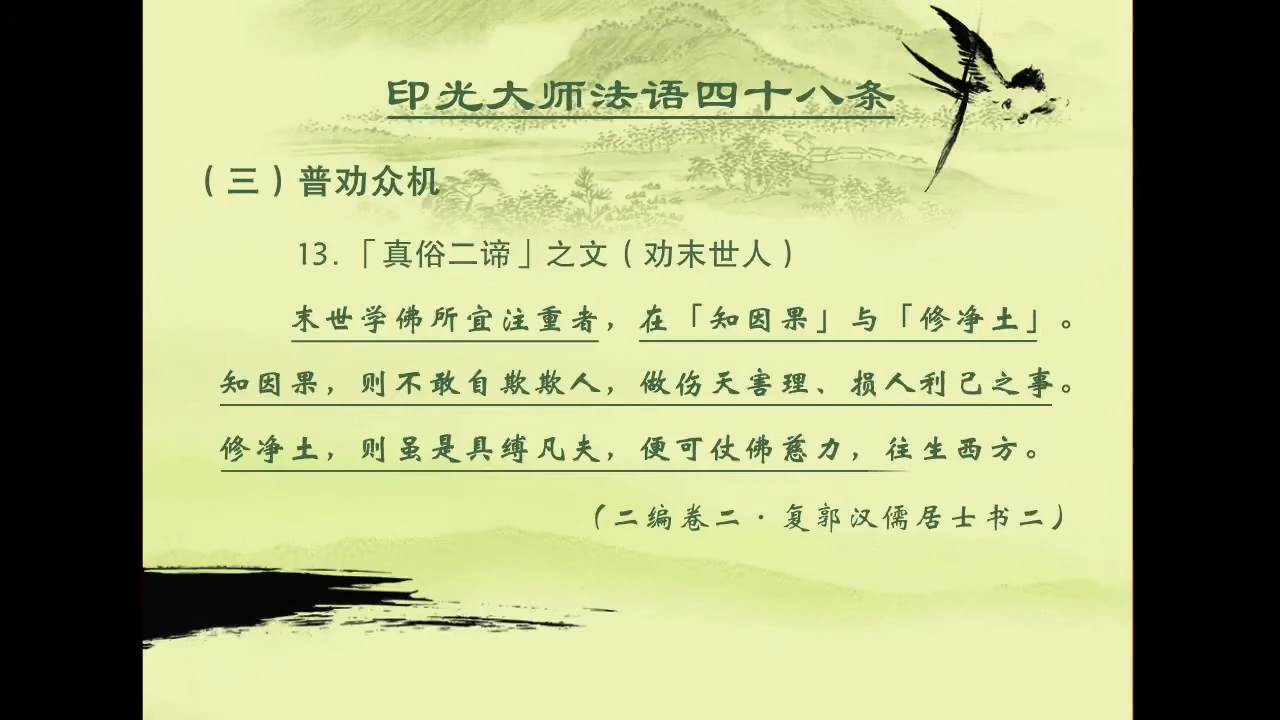 印光大师法语四十八条
（三）普劝众机
13.「真俗二谛」之文（劝末世人）
末世学佛所宜注重者，在「知因果」与「修净土」。
知因果，则不敢自欺欺人，做伤天害理、损人利己之事。
修净土，则虽是具缚凡夫，便可仗佛慈力，往生西方。
（二编卷二·复郭汉儒居士书二）